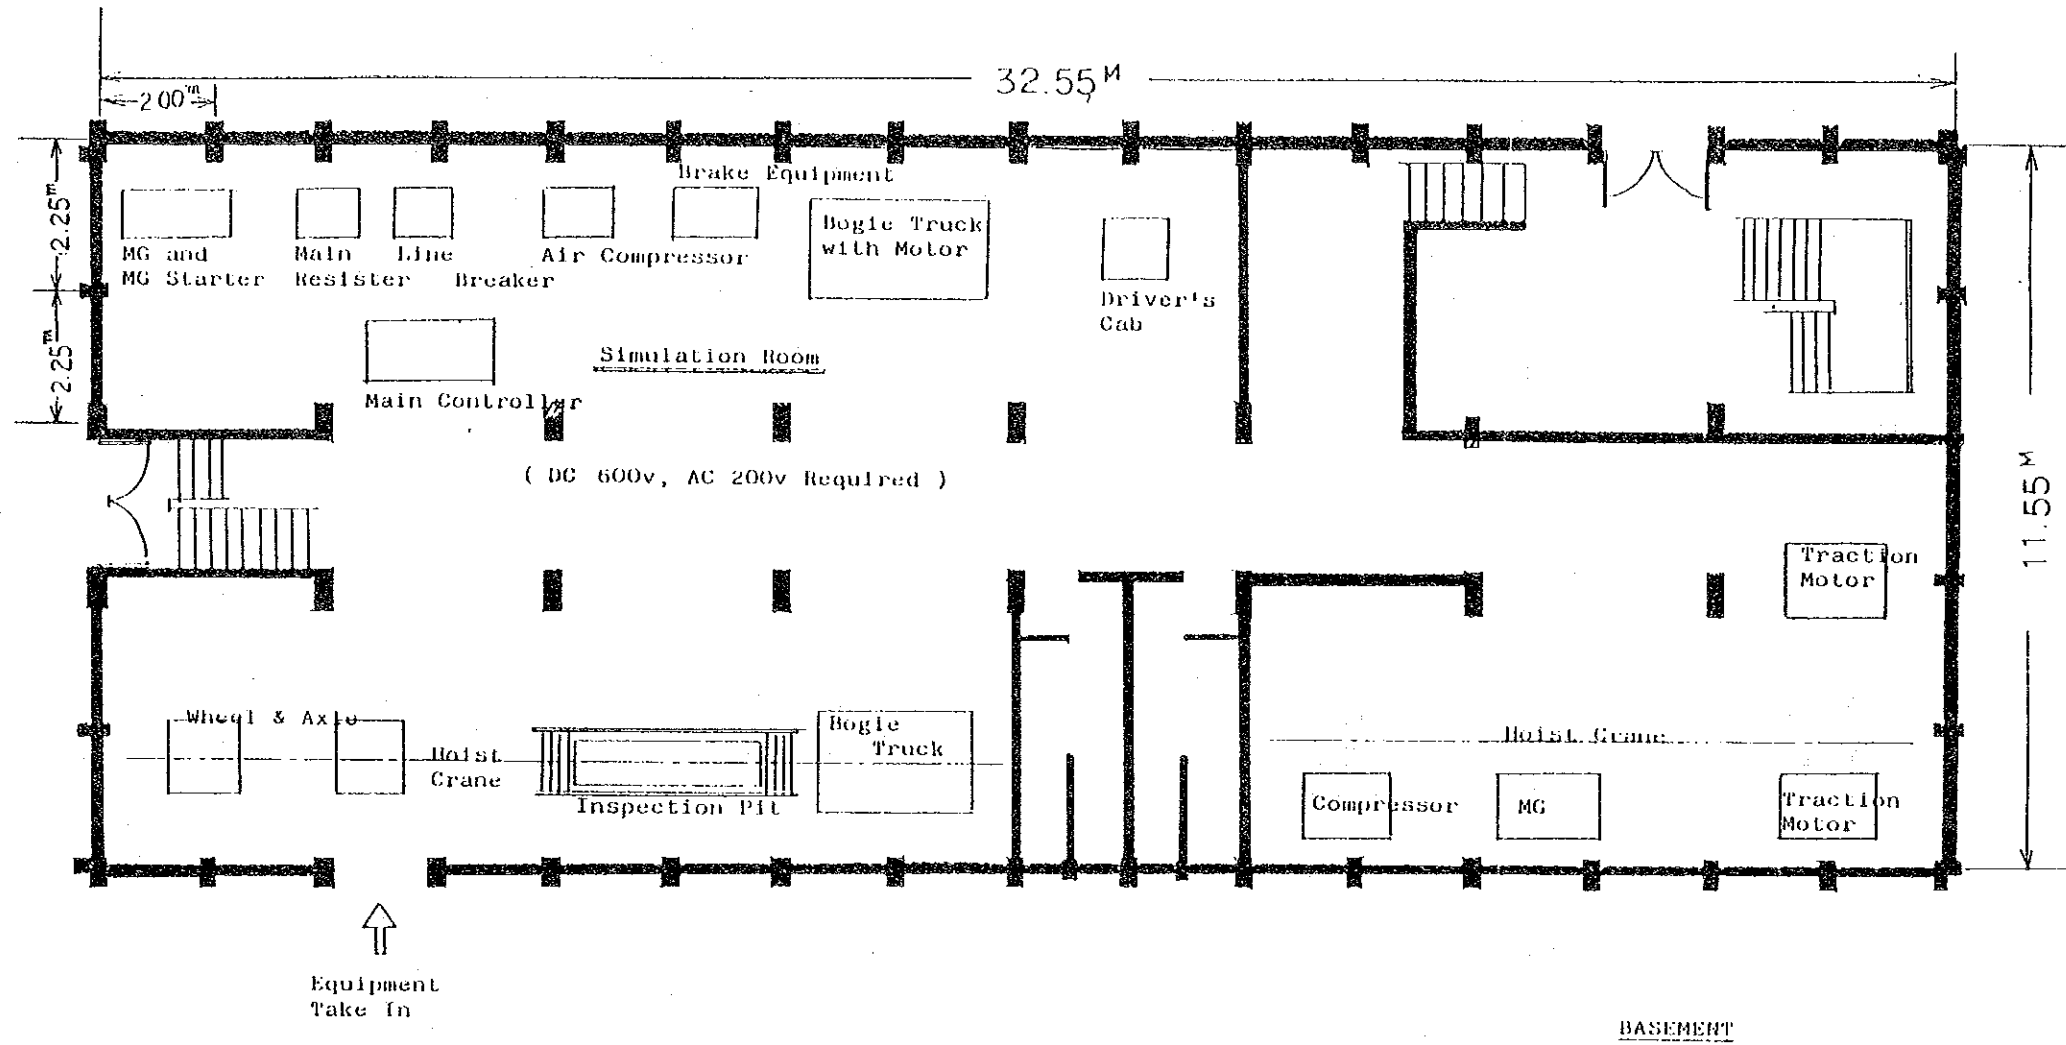 32.55M
2.00m
Brake Equipment
2.25m
Bogie Truck
with Motor
MG and
MG Starter
Main
Resister
Line
Breaker
Air Compressor
Driver's
Cab
2.25m
Simulation Room
Main Controller
( DC 600v, AC 200v Required )
11.55M
Traction
Motor
Wheel & Axle
Hoist
Crane
Inspection Pit
Bogie
Truck
Hoist Crane
Compressor
MG
Traction
Motor
Equipment
Take In
BASEMENT